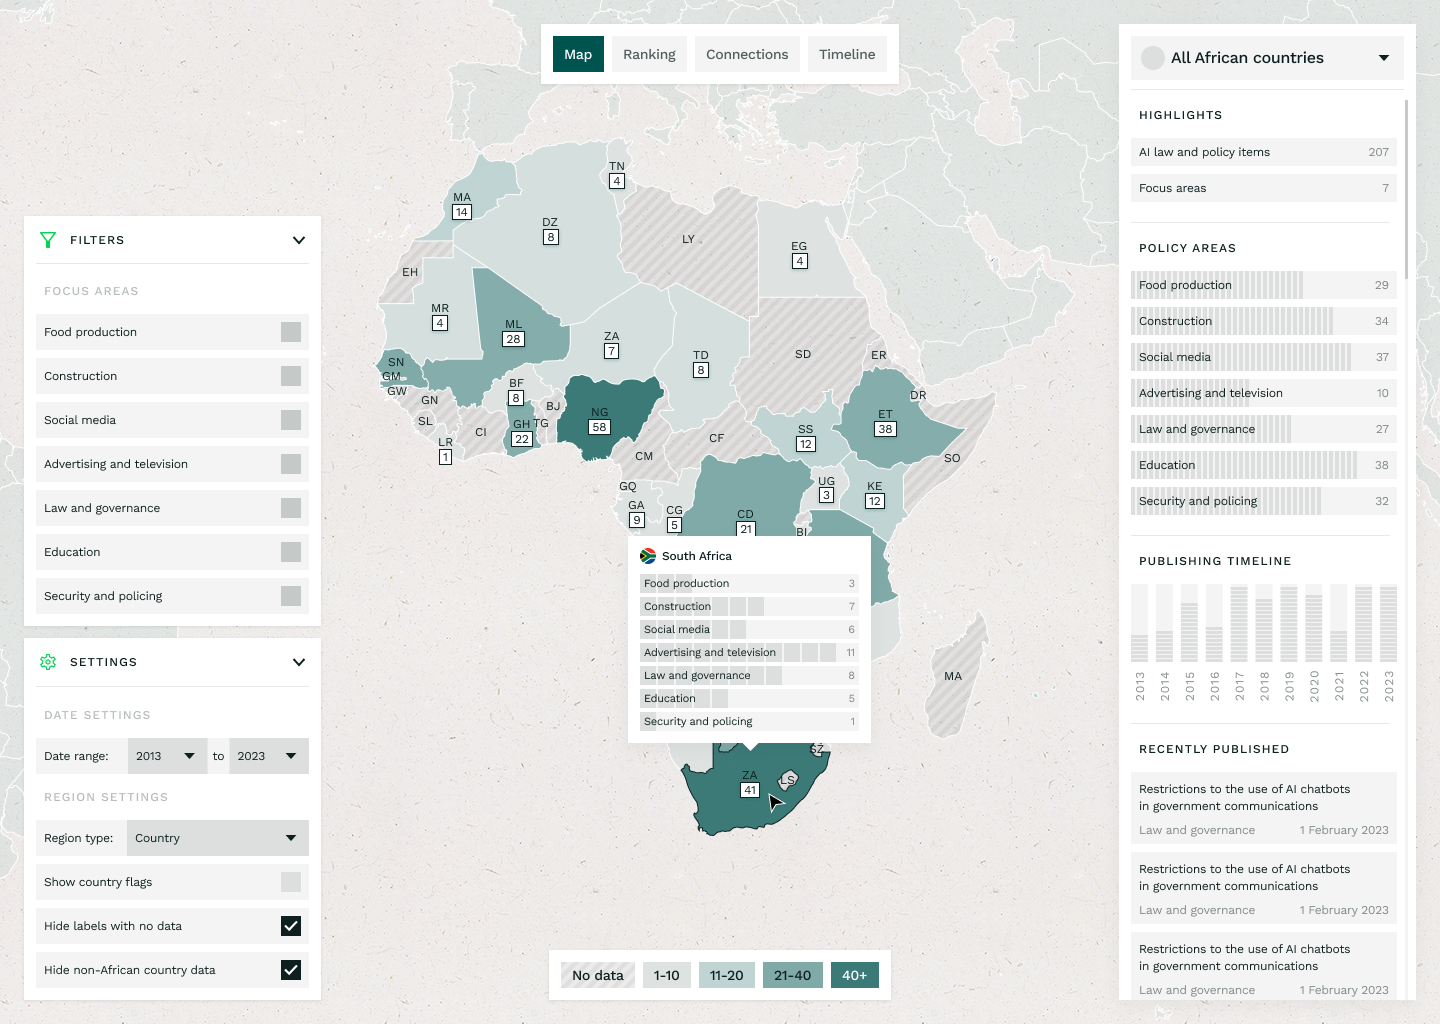 Map
Ranking
Connections
Timeline
FILTERS
FOCUS AREAS
Food production
Construction
Social media
Advertising and television
Law and governance
Education
Security and policing
SETTINGS
DATE SETTINGS
Date range: 2013 to 2023
REGION SETTINGS
Region type: Country
Show country flags
Hide labels with no data
Hide non-African country data
TN
4
MA
14
DZ
8
LY
EG
4
EH
MR
4
ML
28
ZA
7
TD
8
SD
ER
SN
GM
GW
GN
SL
LR
1
CI
BF
8
GH
22
TG
BJ
NG
58
CM
CF
SS
12
ET
38
DR
SO
GQ
GA
9
CG
5
CD
21
UG
3
KE
12
BI
South Africa
Food production 3
Construction 7
Social media 6
Advertising and television 11
Law and governance 8
Education 5
Security and policing 1
MA
SZ
ZA
41
LS
No data
1-10
11-20
21-40
40+
All African countries
HIGHLIGHTS
AI law and policy items 207
Focus areas 7
POLICY AREAS
Food production 29
Construction 34
Social media 37
Advertising and television 10
Law and governance 27
Education 38
Security and policing 32
PUBLISHING TIMELINE
2013
2014
2015
2016
2017
2018
2019
2020
2021
2022
2023
RECENTLY PUBLISHED
Restrictions to the use of AI chatbots
in government communications
Law and governance 1 February 2023
Restrictions to the use of AI chatbots
in government communications
Law and governance 1 February 2023
Restrictions to the use of AI chatbots
in government communications
Law and governance 1 February 2023